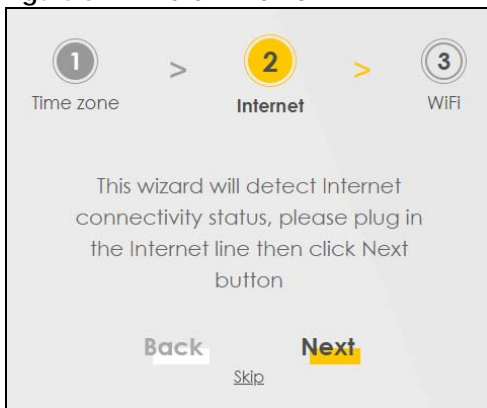 1 > 2 > 3
Time zone Internet WiFi
This wizard will detect Internet
connectivity status, please plug in
the Internet line then click Next
button
Back Next
Skip